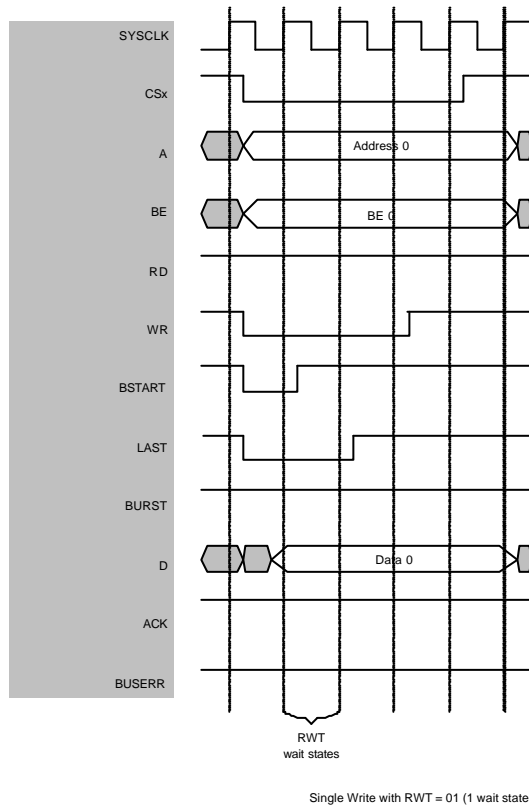 SYSCLK
CSx
A
Address 0
BE
BE 0
RD
WR
BSTART
LAST
BURST
D
Data 0
ACK
BUSERR
RWT
wait states
Single Write with RWT = 01 (1 wait state